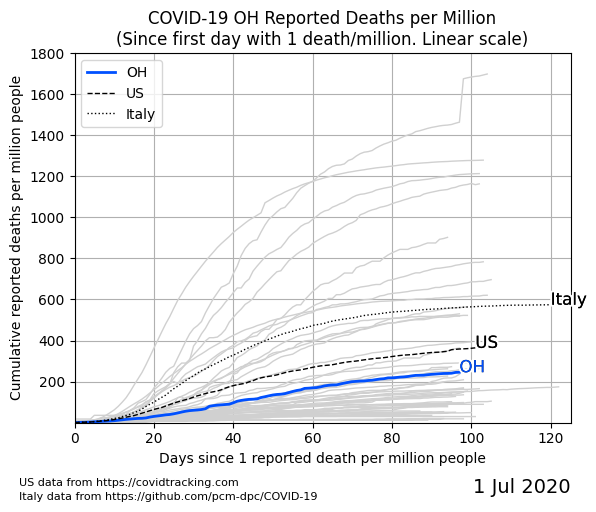 COVID-19 OH Reported Deaths per Million
(Since first day with 1 death/million. Linear scale)
Cumulative reported deaths per million people
1800
1600
1400
1200
1000
800
600
400
200
OH
US
Italy
Italy
US
OH
0 20 40 60 80 100 120
Days since 1 reported death per million people
US data from https://covidtracking.com
Italy data from https://github.com/pcm-dpc/COVID-19
1 Jul 2020